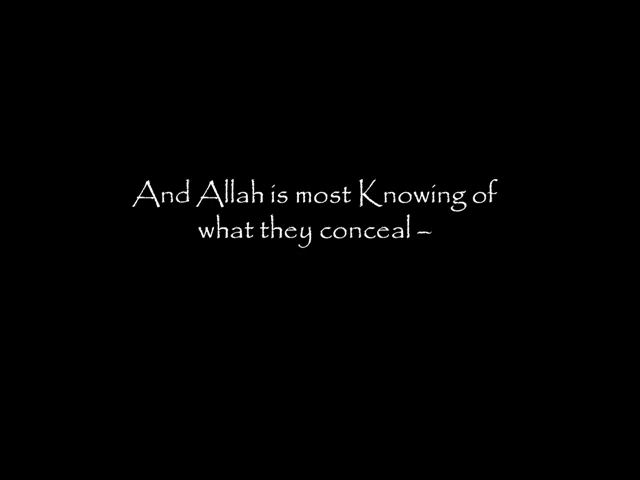 And Allah is most Knowing of
what they conceal –